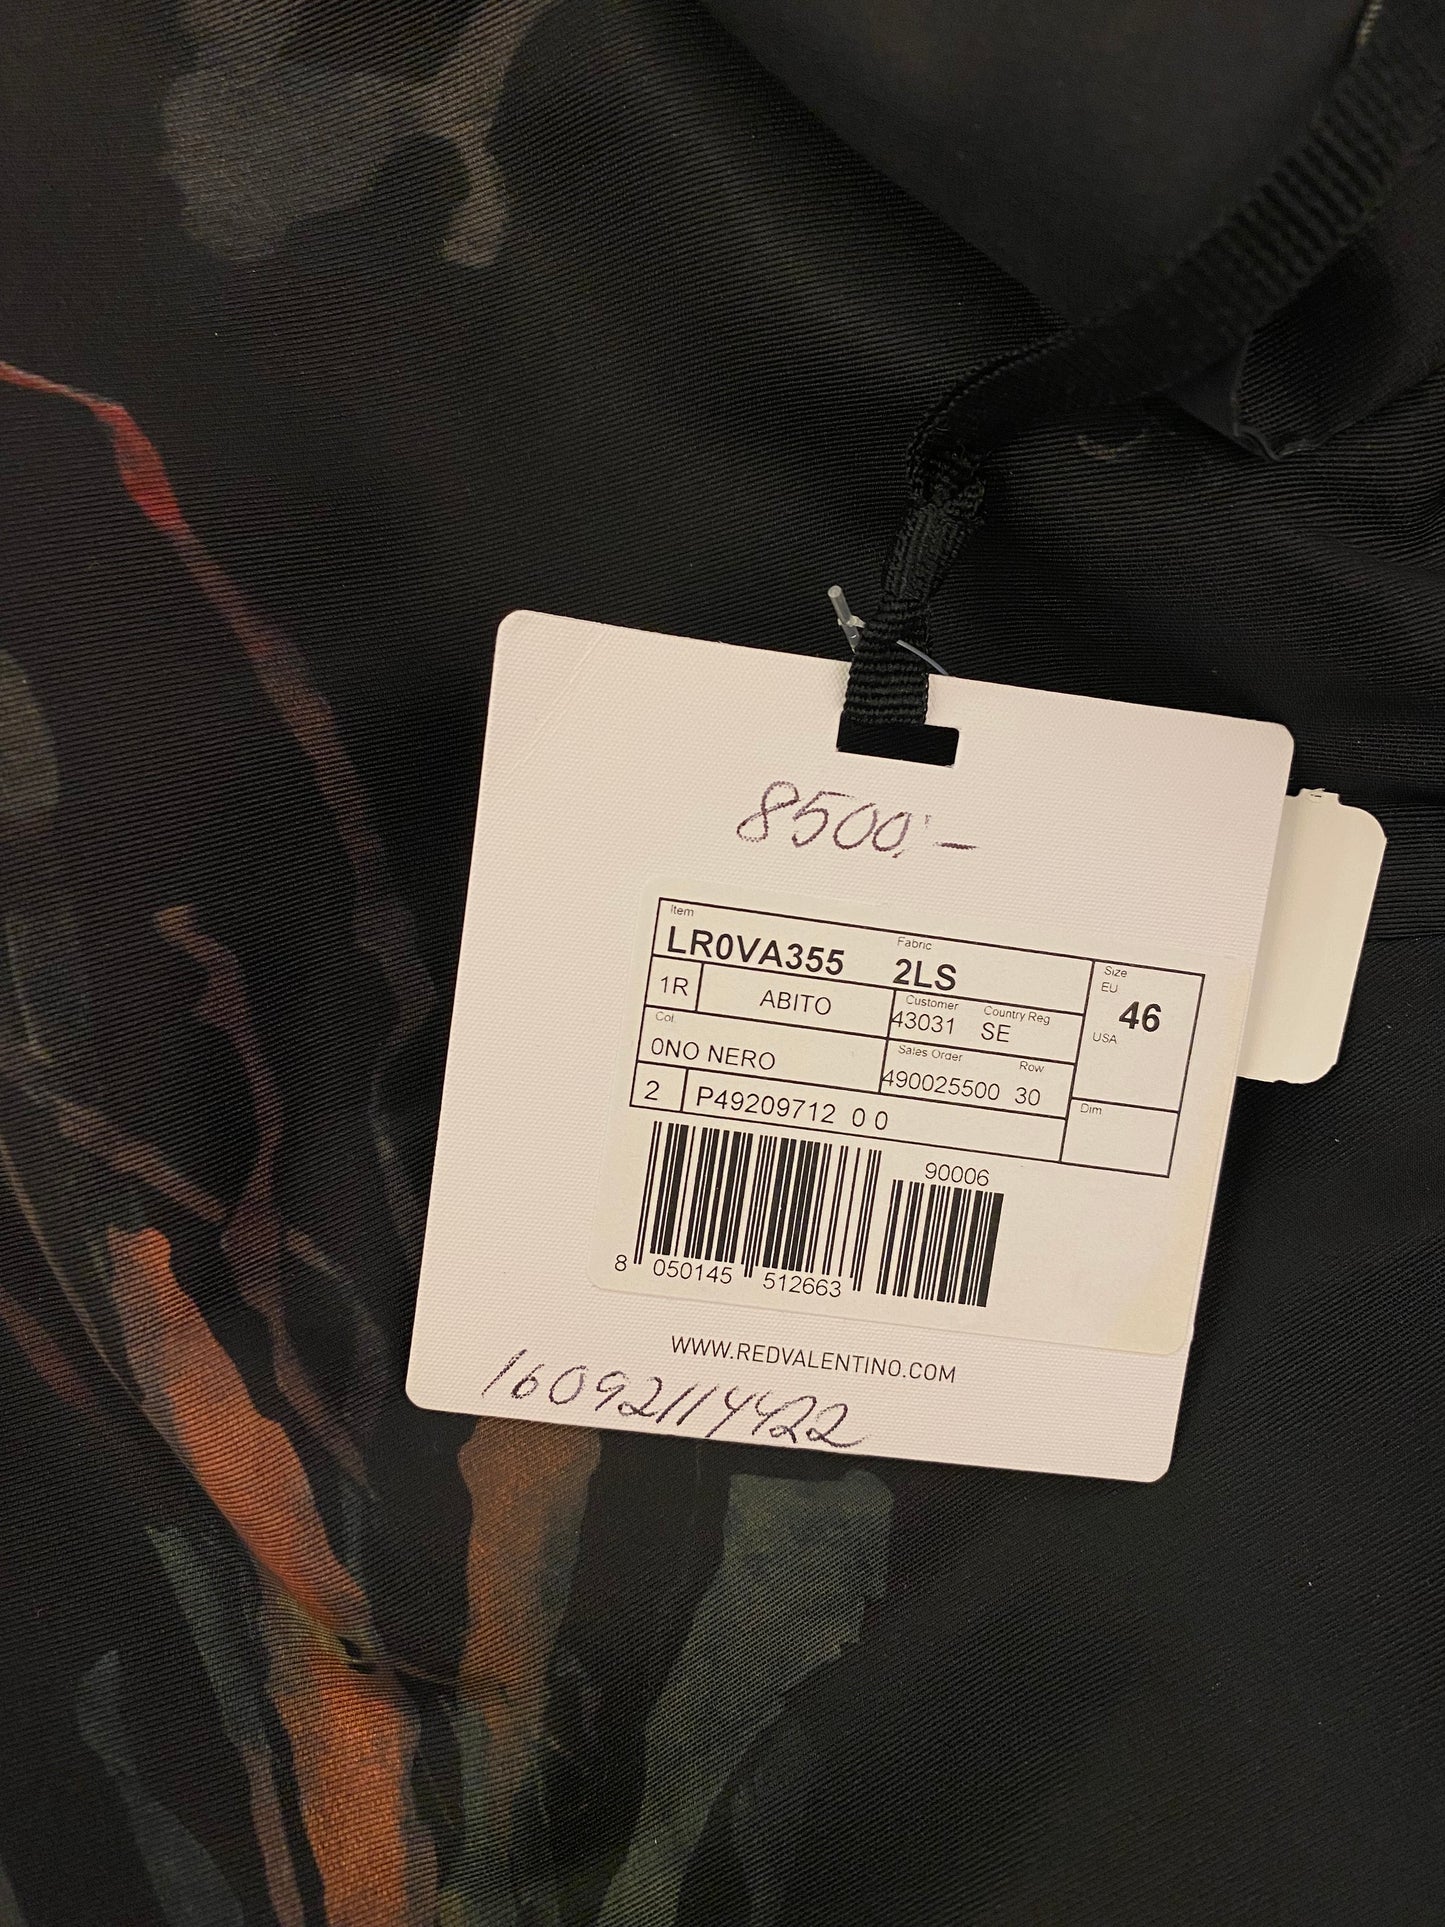 8500:-
Item
LR0VA355
Fabric
2LS
Size
EU 46
USA
1R ABITO
Customer
43031
Country Reg
SE
Col.
0NO NERO
Sales Order
490025500
Row
30
Dim.
2 P49209712 0 0
90006
8 050145 512663
WWW.REDVALENTINO.COM
16092114422